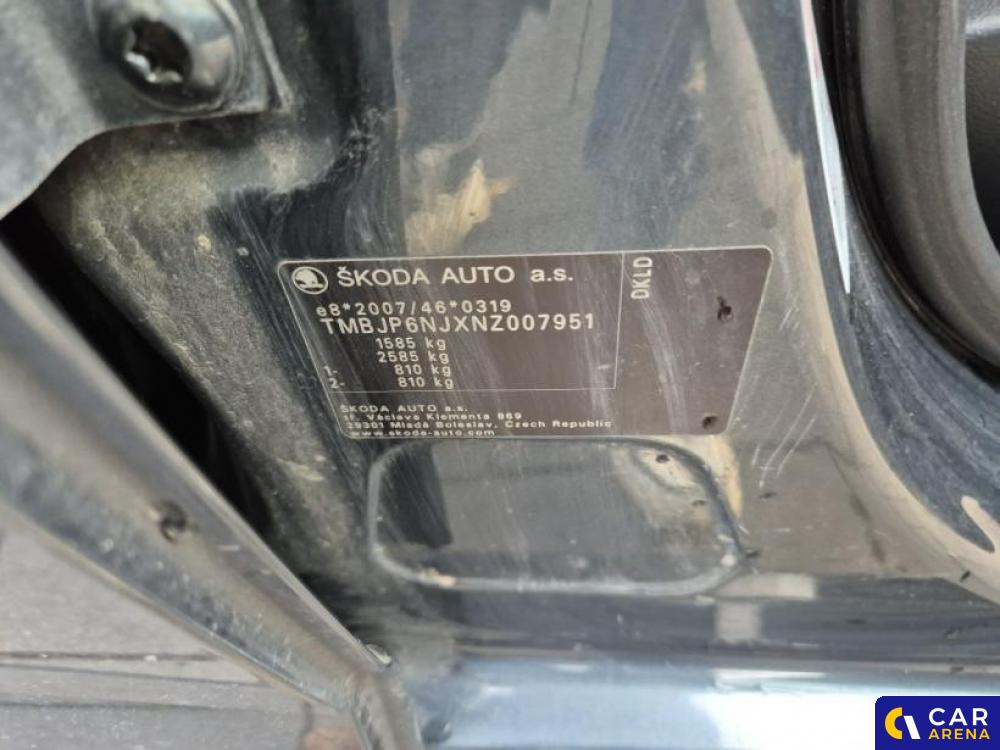 ŠKODA AUTO a.s.
DKLD
e8*2007/46*0319
TMBJP6NJXNZ007951
1585 kg
2585 kg
1- 810 kg
2- 810 kg
ŠKODA AUTO a.s.
tř. Václava Klementa 869
29301 Mladá Boleslav, Czech Republic
www.skoda-auto.com
CAR
ARENA